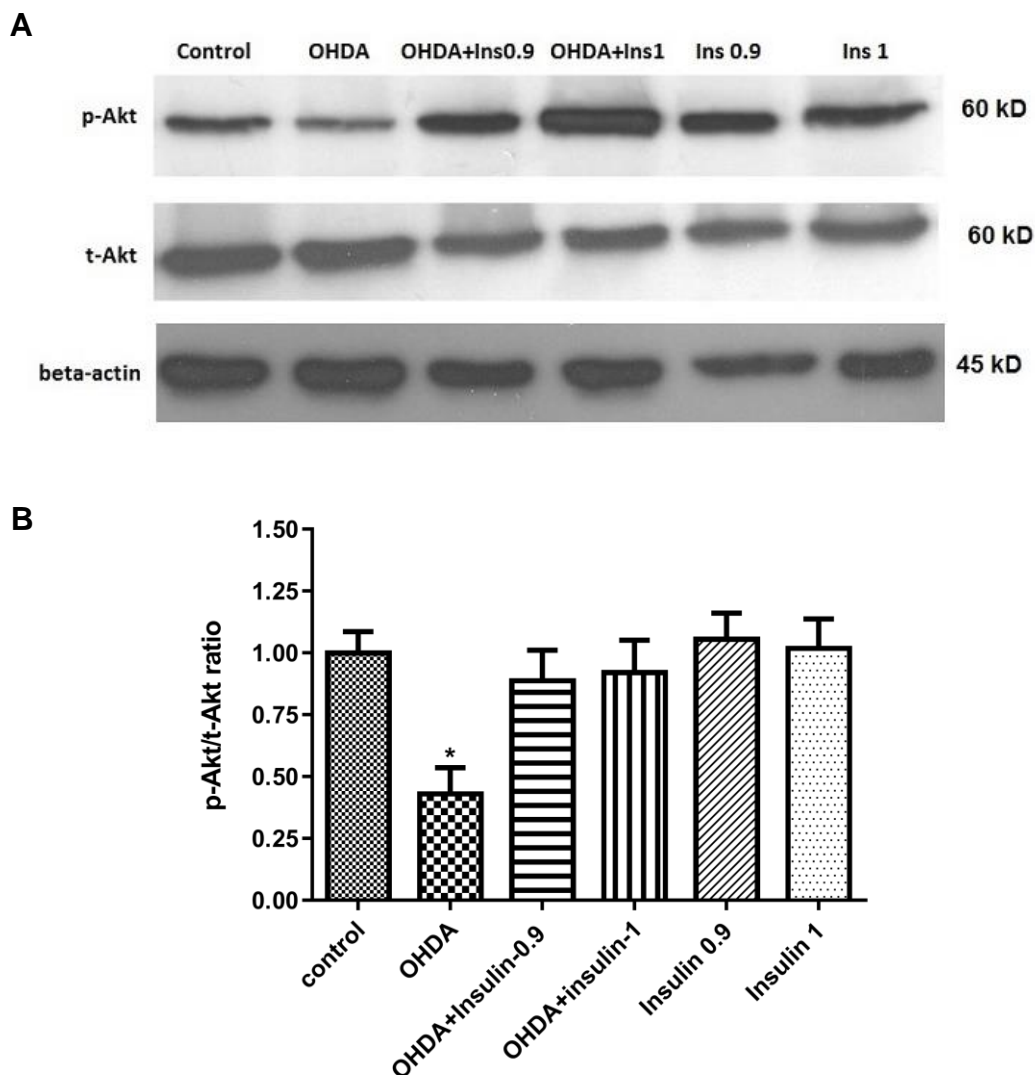 A
Control OHDA OHDA+Ins0.9 OHDA+Ins1 Ins 0.9 Ins 1
p-Akt 60 kD
t-Akt 60 kD
beta-actin 45 kD
B
1.50
1.25
1.00
0.75
0.50
0.25
0.00
p-Akt/t-Akt ratio
*
control
OHDA
OHDA+Insulin-0.9
OHDA+insulin-1
Insulin 0.9
Insulin 1